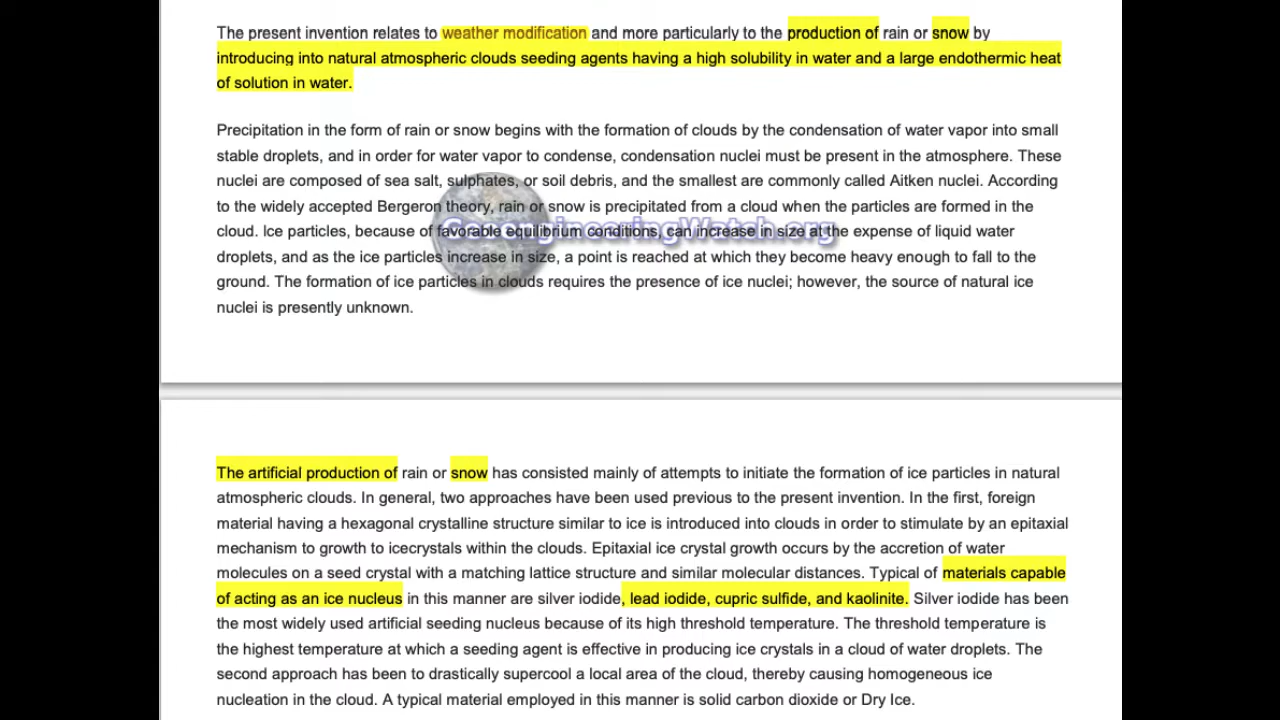 The present invention relates to weather modification and more particularly to the production of rain or snow by
introducing into natural atmospheric clouds seeding agents having a high solubility in water and a large endothermic heat
of solution in water.
Precipitation in the form of rain or snow begins with the formation of clouds by the condensation of water vapor into small
stable droplets, and in order for water vapor to condense, condensation nuclei must be present in the atmosphere. These
nuclei are composed of sea salt, sulphates, or soil debris, and the smallest are commonly called Aitken nuclei. According
to the widely accepted Bergeron theory, rain or snow is precipitated from a cloud when the particles are formed in the
cloud. Ice particles, because of favorable equilibrium conditions, can increase in size at the expense of liquid water
GeoengineeringWatch.org
droplets, and as the ice particles increase in size, a point is reached at which they become heavy enough to fall to the
ground. The formation of ice particles in clouds requires the presence of ice nuclei; however, the source of natural ice
nuclei is presently unknown.
The artificial production of rain or snow has consisted mainly of attempts to initiate the formation of ice particles in natural
atmospheric clouds. In general, two approaches have been used previous to the present invention. In the first, foreign
material having a hexagonal crystalline structure similar to ice is introduced into clouds in order to stimulate by an epitaxial
mechanism to growth to icecrystals within the clouds. Epitaxial ice crystal growth occurs by the accretion of water
molecules on a seed crystal with a matching lattice structure and similar molecular distances. Typical of materials capable
of acting as an ice nucleus in this manner are silver iodide, lead iodide, cupric sulfide, and kaolinite. Silver iodide has been
the most widely used artificial seeding nucleus because of its high threshold temperature. The threshold temperature is
the highest temperature at which a seeding agent is effective in producing ice crystals in a cloud of water droplets. The
second approach has been to drastically supercool a local area of the cloud, thereby causing homogeneous ice
nucleation in the cloud. A typical material employed in this manner is solid carbon dioxide or Dry Ice.